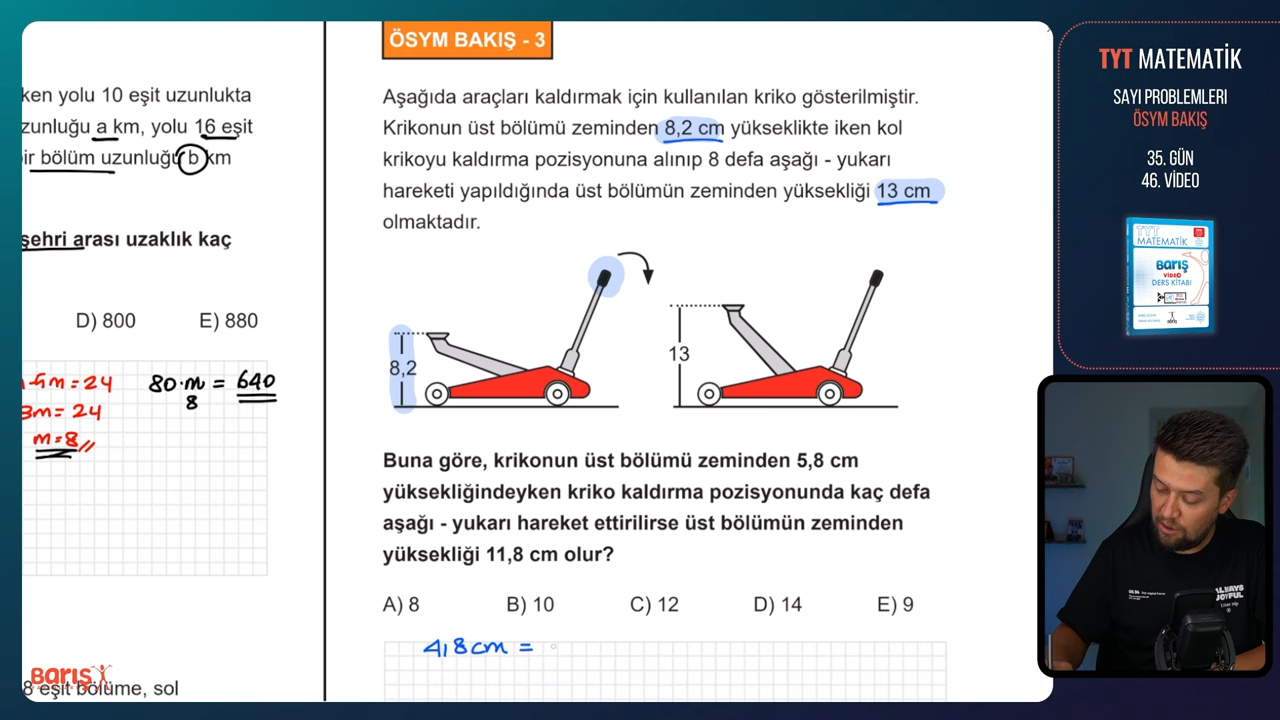 ÖSYM BAKIŞ - 3
ken yolu 10 eşit uzunlukta
zunluğu a km, yolu 16 eşit
ir bölüm uzunluğu b km
şehri arası uzaklık kaç
D) 800 E) 880
m = 24
3m = 24
m = 8
80·m = 640
8
8 eşit bölüme, sol
BARIŞ
Aşağıda araçları kaldırmak için kullanılan kriko gösterilmiştir.
Krikonun üst bölümü zeminden 8,2 cm yükseklikte iken kol
krikoyu kaldırma pozisyonuna alınıp 8 defa aşağı - yukarı
hareketi yapıldığında üst bölümün zeminden yüksekliği 13 cm
olmaktadır.
8,2
13
Buna göre, krikonun üst bölümü zeminden 5,8 cm
yüksekliğindeyken kriko kaldırma pozisyonunda kaç defa
aşağı - yukarı hareket ettirilirse üst bölümün zeminden
yüksekliği 11,8 cm olur?
A) 8 B) 10 C) 12 D) 14 E) 9
4,8 cm =
TYT MATEMATİK
SAYI PROBLEMLERI
ÖSYM BAKIŞ
35. GÜN
46. VİDEO
TYT
MATEMATİK
BARIŞ
VİDEO
DERS KİTABI
ALWAYS
JOYFUL